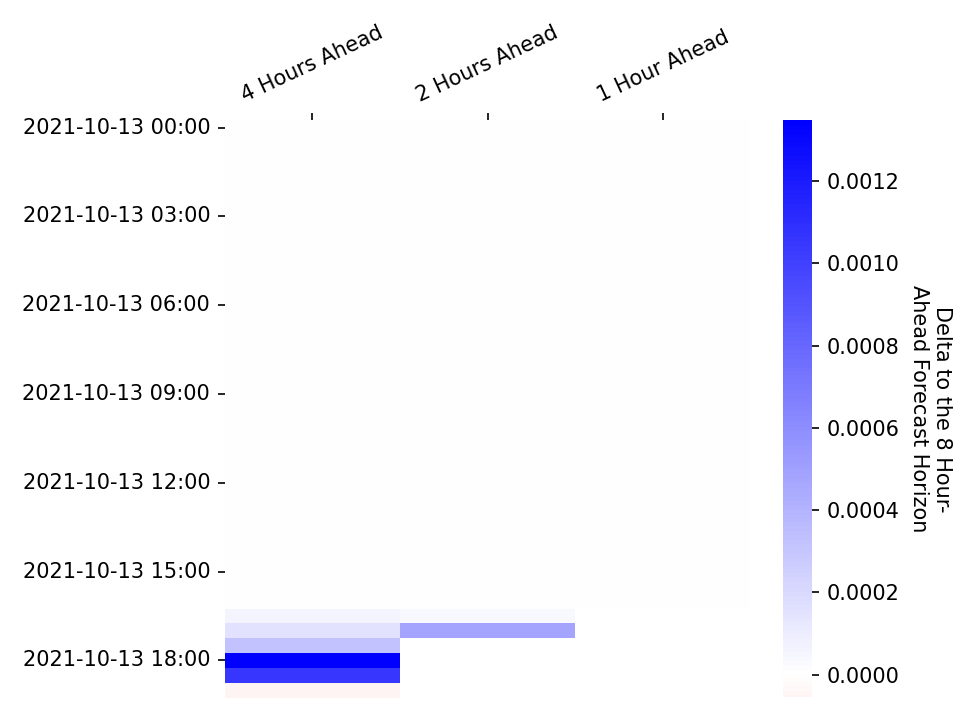 4 Hours Ahead
2 Hours Ahead
1 Hour Ahead
2021-10-13 00:00
2021-10-13 03:00
2021-10-13 06:00
2021-10-13 09:00
2021-10-13 12:00
2021-10-13 15:00
2021-10-13 18:00
0.0012
0.0010
0.0008
0.0006
0.0004
0.0002
0.0000
Delta to the 8 Hour-
Ahead Forecast Horizon